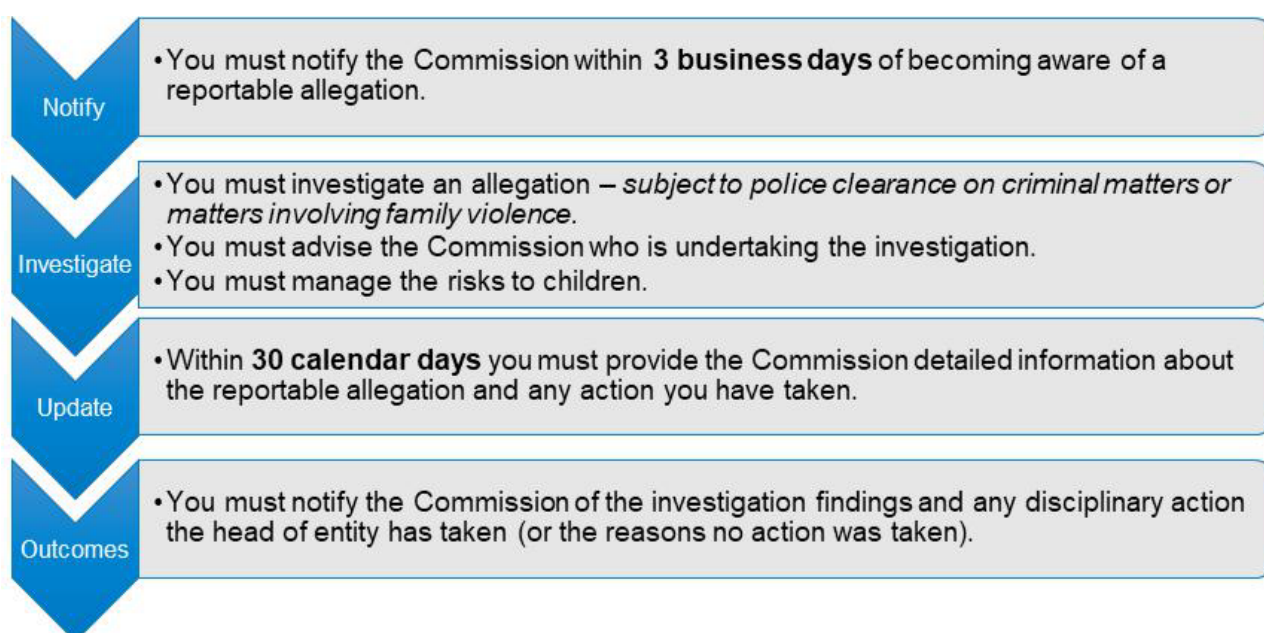 Notify
•You must notify the Commission within 3 business days of becoming aware of a
reportable allegation.
Investigate
•You must investigate an allegation – subject to police clearance on criminal matters or
matters involving family violence.
•You must advise the Commission who is undertaking the investigation.
•You must manage the risks to children.
Update
•Within 30 calendar days you must provide the Commission detailed information about
the reportable allegation and any action you have taken.
Outcomes
•You must notify the Commission of the investigation findings and any disciplinary action
the head of entity has taken (or the reasons no action was taken).